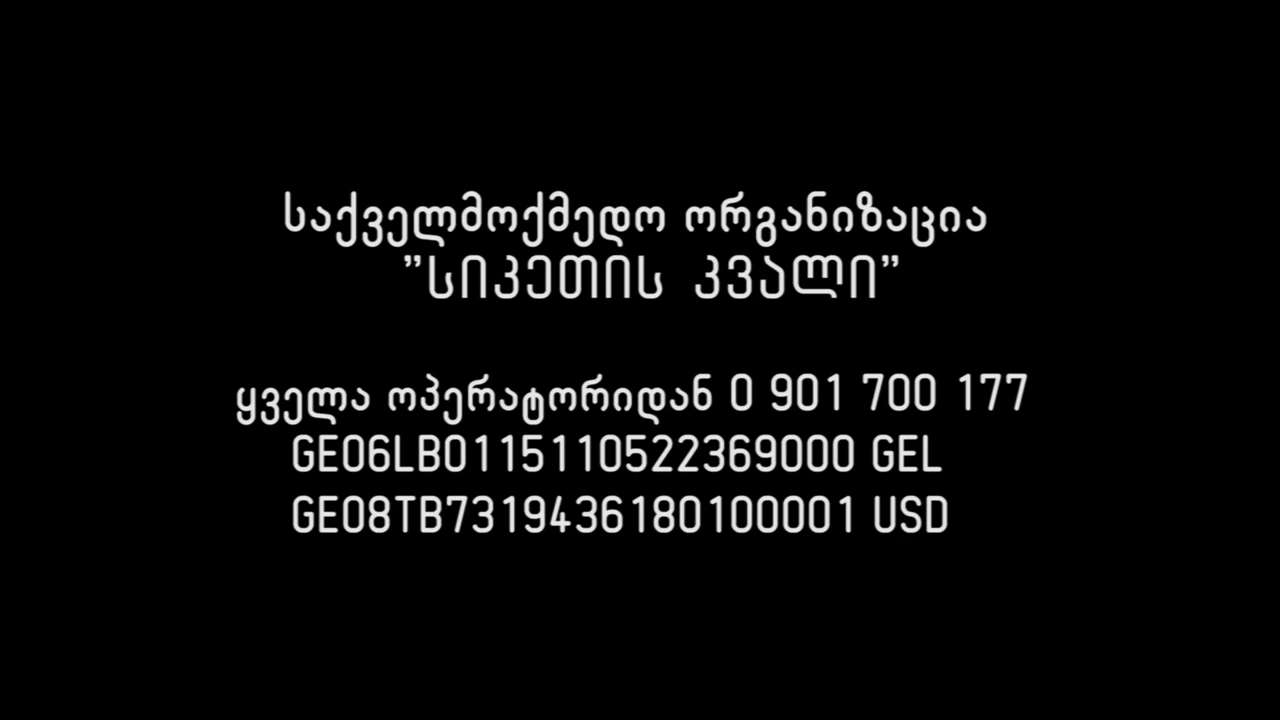 საქველმოქმედო ორგანიზაცია
"სიკეთის კვალი"
ყველა ოპერატორიდან 0 901 700 177
GE06LB0115110522369000 GEL
GE08TB7319436180100001 USD